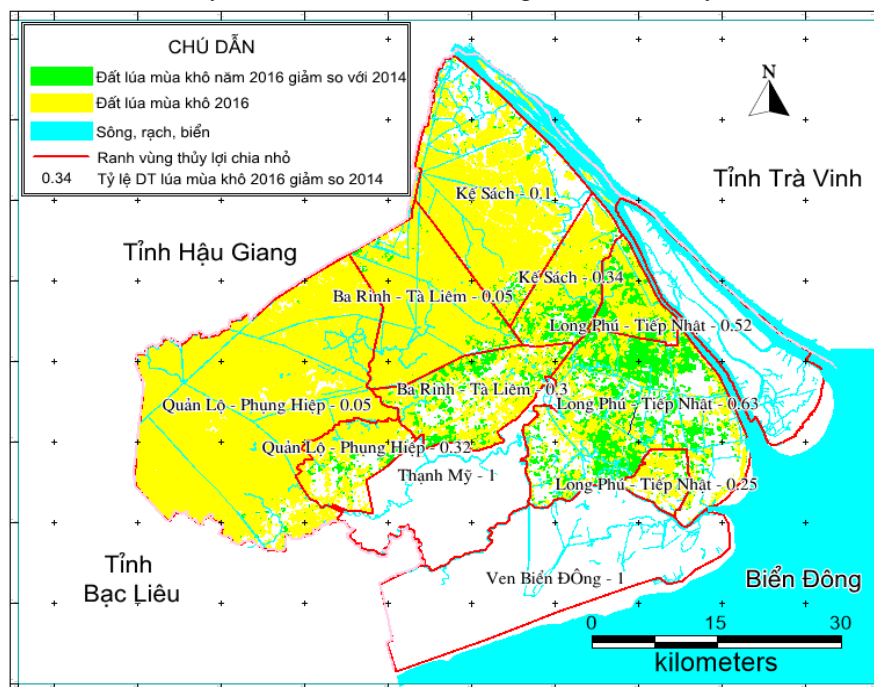 CHÚ DẪN
Đất lúa mùa khô năm 2016 giảm so với 2014
Đất lúa mùa khô 2016
Sông, rạch, biển
Ranh vùng thủy lợi chia nhỏ
0.34 Tỷ lệ DT lúa mùa khô 2016 giảm so 2014
N
Tỉnh Trà Vinh
Kế Sách - 0.1
Tỉnh Hậu Giang
Kế Sách - 0.34
Ba Rinh - Tà Liêm - 0.05
Long Phú - Tiếp Nhật - 0.52
Ba Rinh - Tà Liêm - 0.3
Quản Lộ - Phụng Hiệp - 0.05
Long Phú - Tiếp Nhật - 0.63
Quản Lộ - Phụng Hiệp - 0.32
Thạnh Mỹ - 1
Long Phú - Tiếp Nhật - 0.25
Tỉnh
Bạc Liêu
Ven Biển ĐÔng - 1
Biển Đông
0 15 30
kilometers